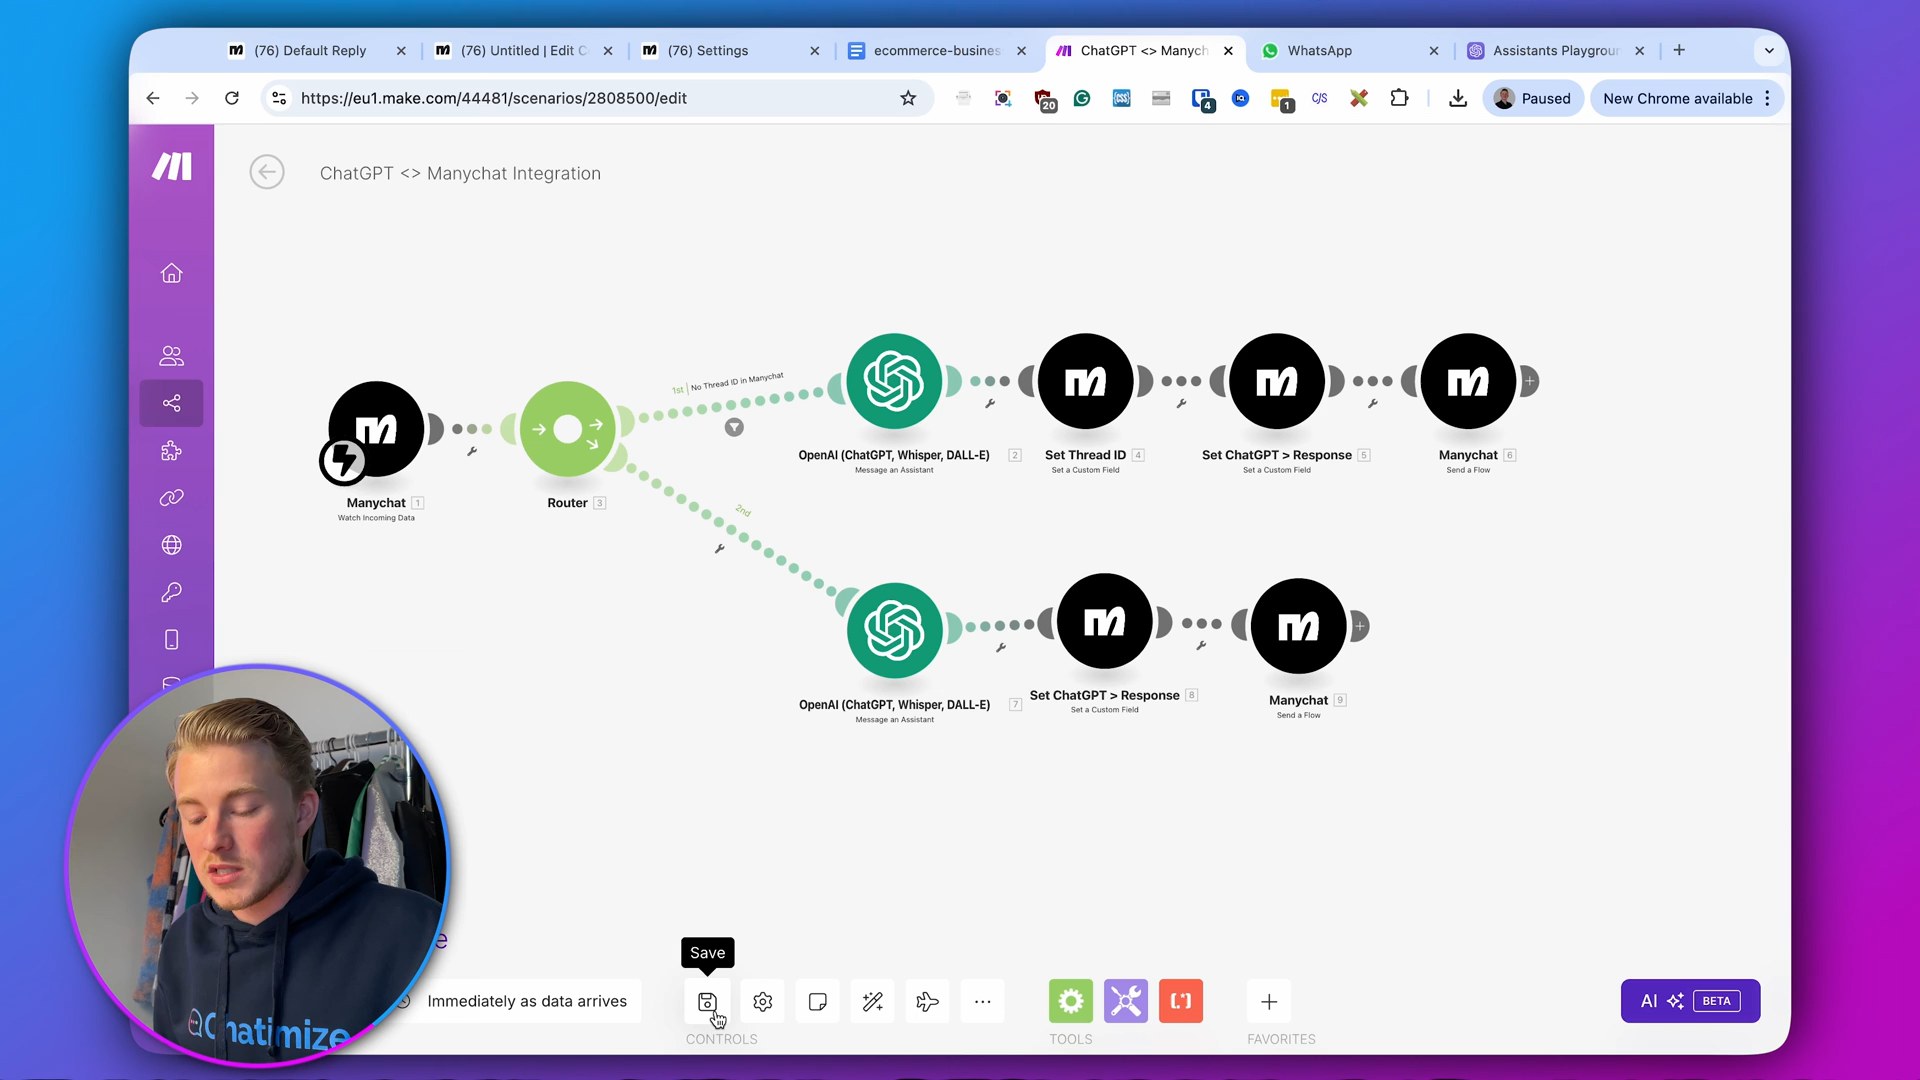 (76) Default Reply
(76) Untitled | Edit C
(76) Settings
ecommerce-busines
ChatGPT <> Manych
WhatsApp
Assistants Playgroun
https://eu1.make.com/44481/scenarios/2808500/edit
20
4
1
C/S
Paused
New Chrome available
ChatGPT <> Manychat Integration
1st | No Thread ID in Manychat
2nd
Manychat 1
Watch Incoming Data
Router 3
OpenAI (ChatGPT, Whisper, DALL-E) 2
Message an Assistant
Set Thread ID 4
Set a Custom Field
Set ChatGPT > Response 5
Set a Custom Field
Manychat 6
Send a Flow
OpenAI (ChatGPT, Whisper, DALL-E) 7
Message an Assistant
Set ChatGPT > Response 8
Set a Custom Field
Manychat 9
Send a Flow
Save
Immediately as data arrives
CONTROLS
TOOLS
FAVORITES
AI BETA
Chatimize